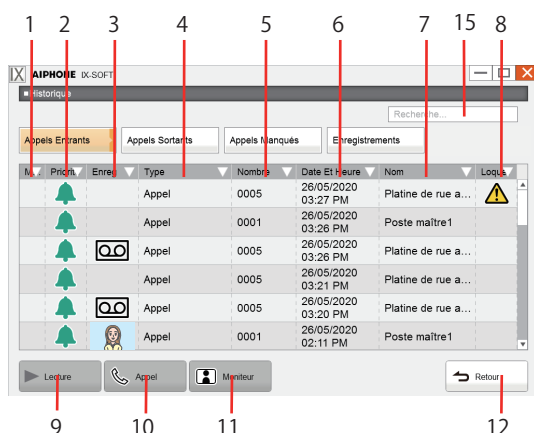 1 2 3 4 5 6 7 15 8
AIPHONE IX-SOFT
Historique
Recherche...
Appels Entrants Appels Sortants Appels Manqués Enregistrements
M... Priorit Enreg Type Nombre Date Et Heure Nom Loqus
Appel 0005 26/05/2020 03:27 PM Platine de rue a...
Appel 0001 26/05/2020 03:26 PM Poste maître1
Appel 0005 26/05/2020 03:26 PM Platine de rue a...
Appel 0005 26/05/2020 03:21 PM Platine de rue a...
Appel 0005 26/05/2020 03:20 PM Platine de rue a...
Appel 0001 26/05/2020 02:11 PM Poste maître1
Lecture Appel Moniteur Retour
9 10 11 12